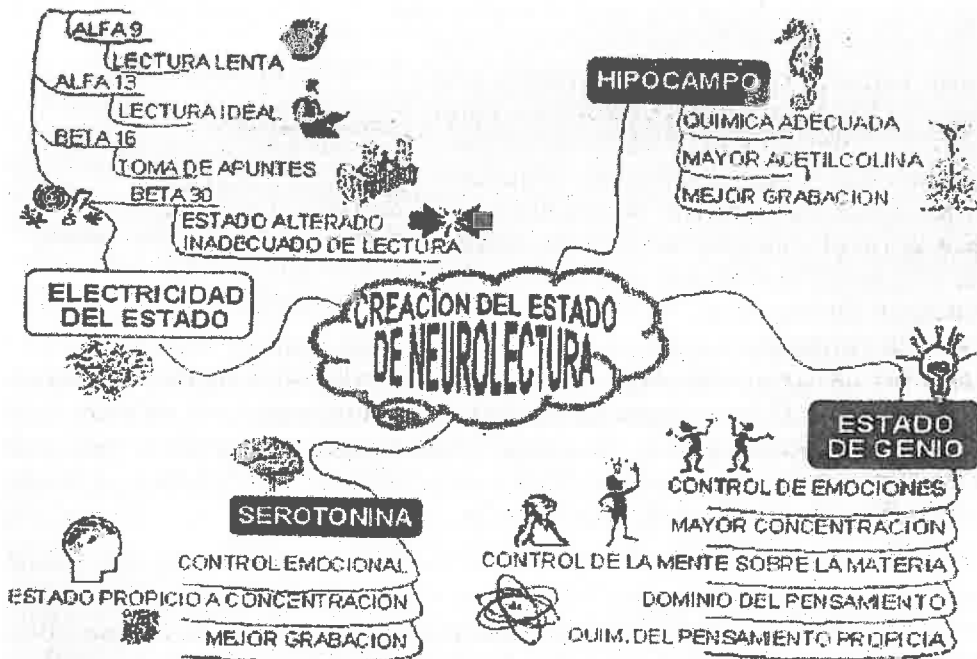 ALFA 9
LECTURA LENTA
ALFA 13
LECTURA IDEAL
BETA 16
TOMA DE APUNTES
BETA 30
ESTADO ALTERADO
INADECUADO DE LECTURA
ELECTRICIDAD
DEL ESTADO
HIPOCAMPO
QUIMICA ADECUADA
MAYOR ACETILCOLINA
MEJOR GRABACION
CREACION DEL ESTADO
DE NEUROLECTURA
ESTADO
DE GENIO
CONTROL DE EMOCIONES
MAYOR CONCENTRACION
CONTROL DE LA MENTE SOBRE LA MATERIA
DOMINIO DEL PENSAMIENTO
QUIM. DEL PENSAMIENTO PROPICIA
SEROTONINA
CONTROL EMOCIONAL
ESTADO PROPICIO A CONCENTRACION
MEJOR GRABACION